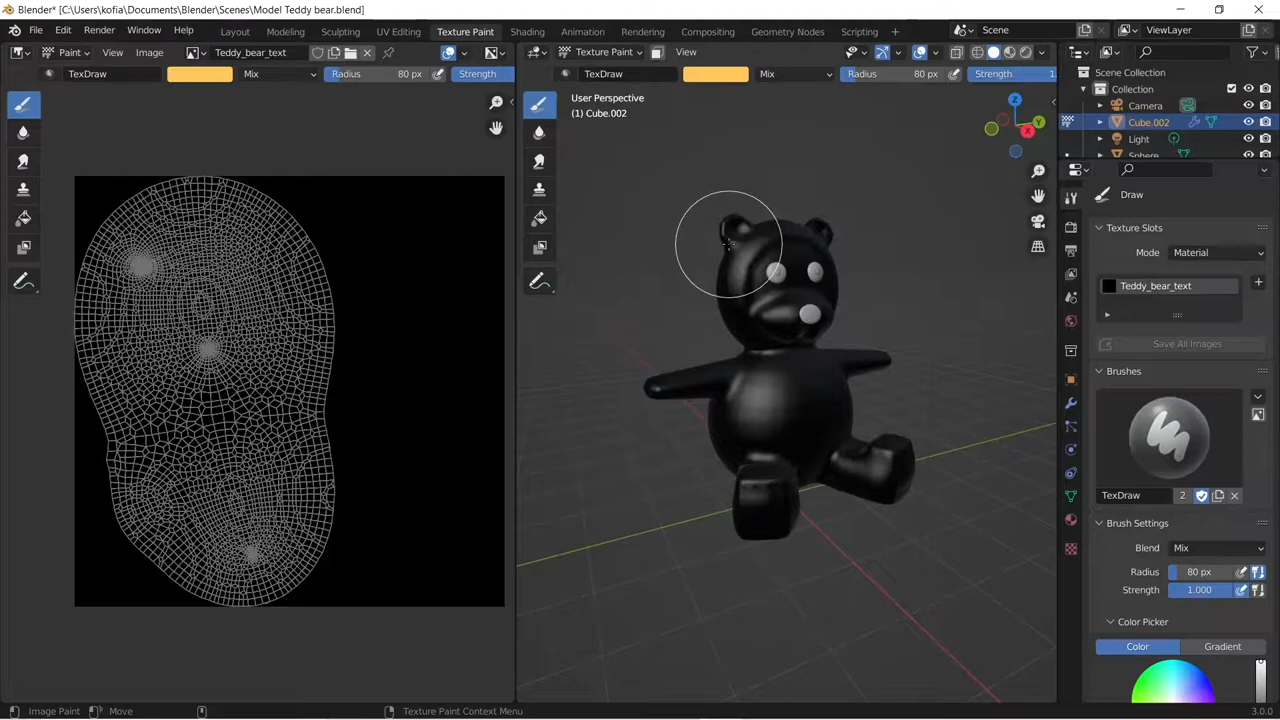 Blender* [C:\Users\kofia\Documents\Blender\Scenes\Model Teddy bear.blend]
File Edit Render Window Help Layout Modeling Sculpting UV Editing Texture Paint Shading Animation Rendering Compositing Geometry Nodes Scripting Scene ViewLayer
Paint View Image Teddy_bear_text Texture Paint View
TexDraw Mix Radius 80 px Strength TexDraw Mix Radius 80 px Strength 1.
Scene Collection
Collection
Camera
Cube.002
Light
Sphere
User Perspective
(1) Cube.002
Z
Y
X
Draw
Texture Slots
Mode Material
Teddy_bear_text
Save All Images
Brushes
TexDraw 2
Brush Settings
Blend Mix
Radius 80 px
Strength 1.000
Color Picker
Color Gradient
Image Paint Move Texture Paint Context Menu 3.0.0